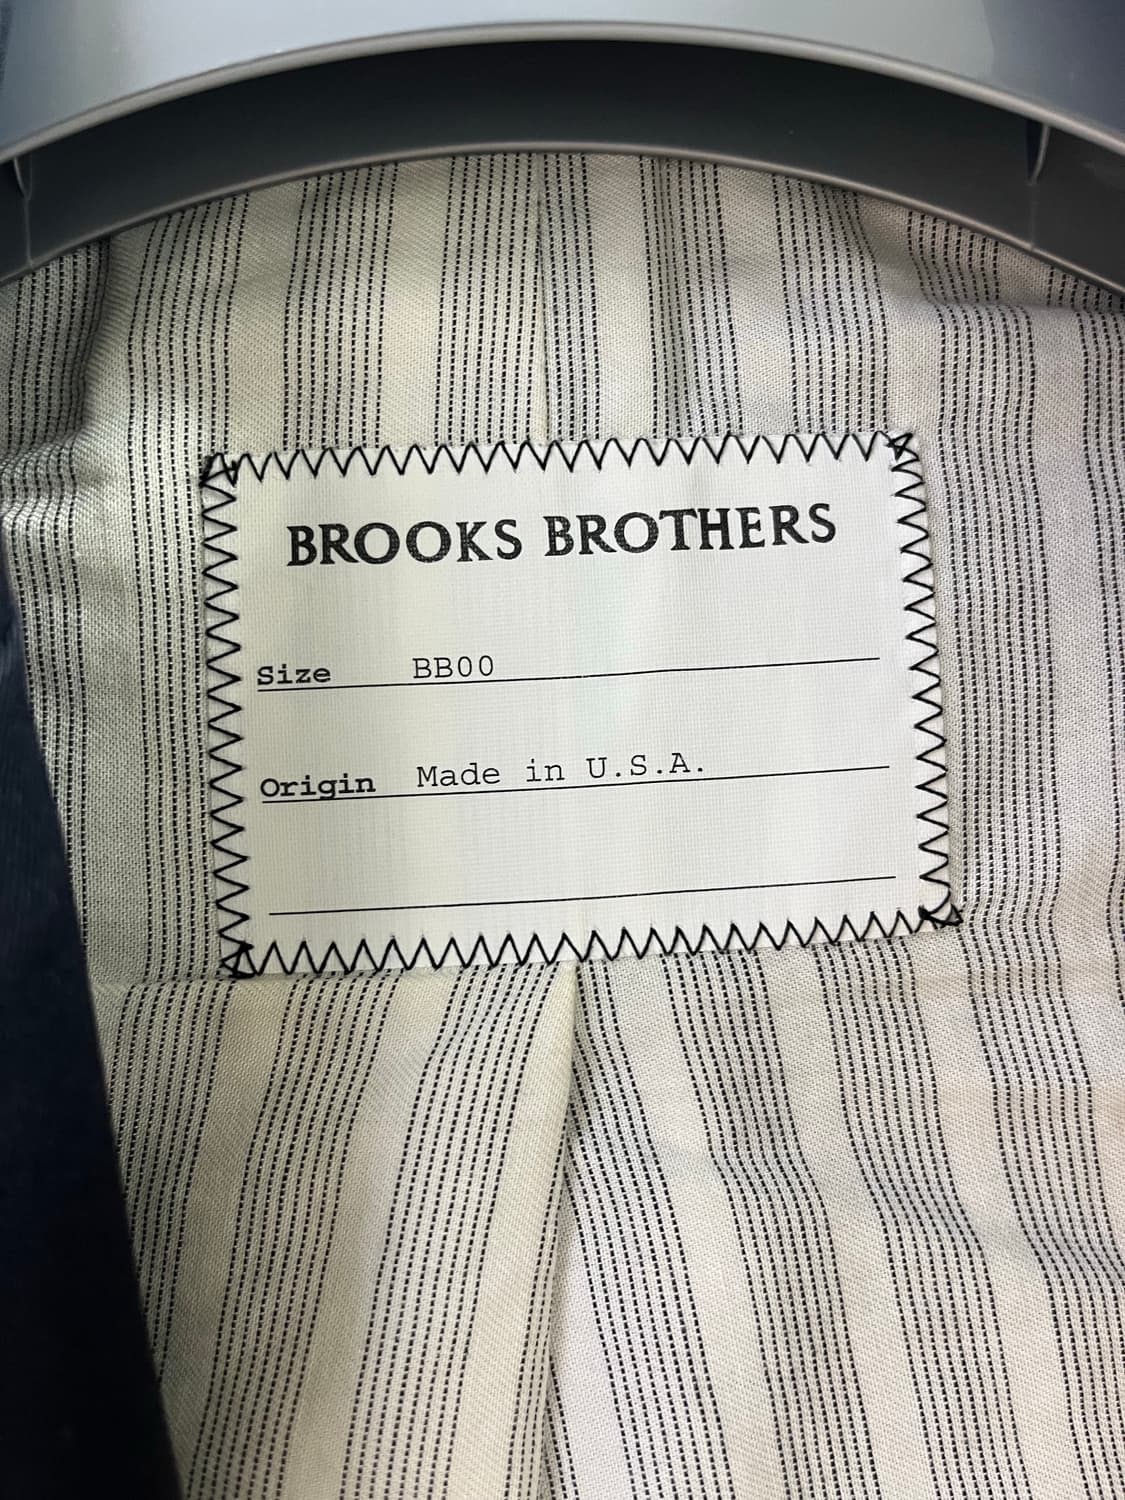 BROOKS BROTHERS
Size BB00
Origin Made in U.S.A.